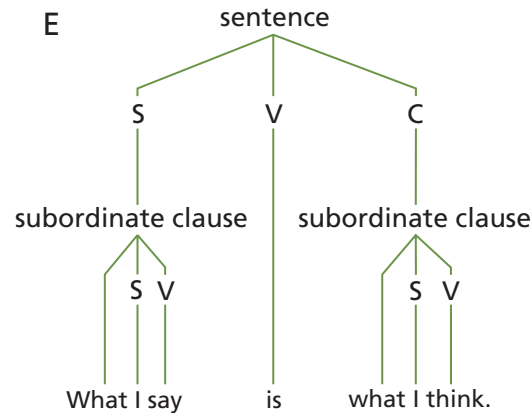 E
sentence
S V C
subordinate clause subordinate clause
S V S V
What I say is what I think.